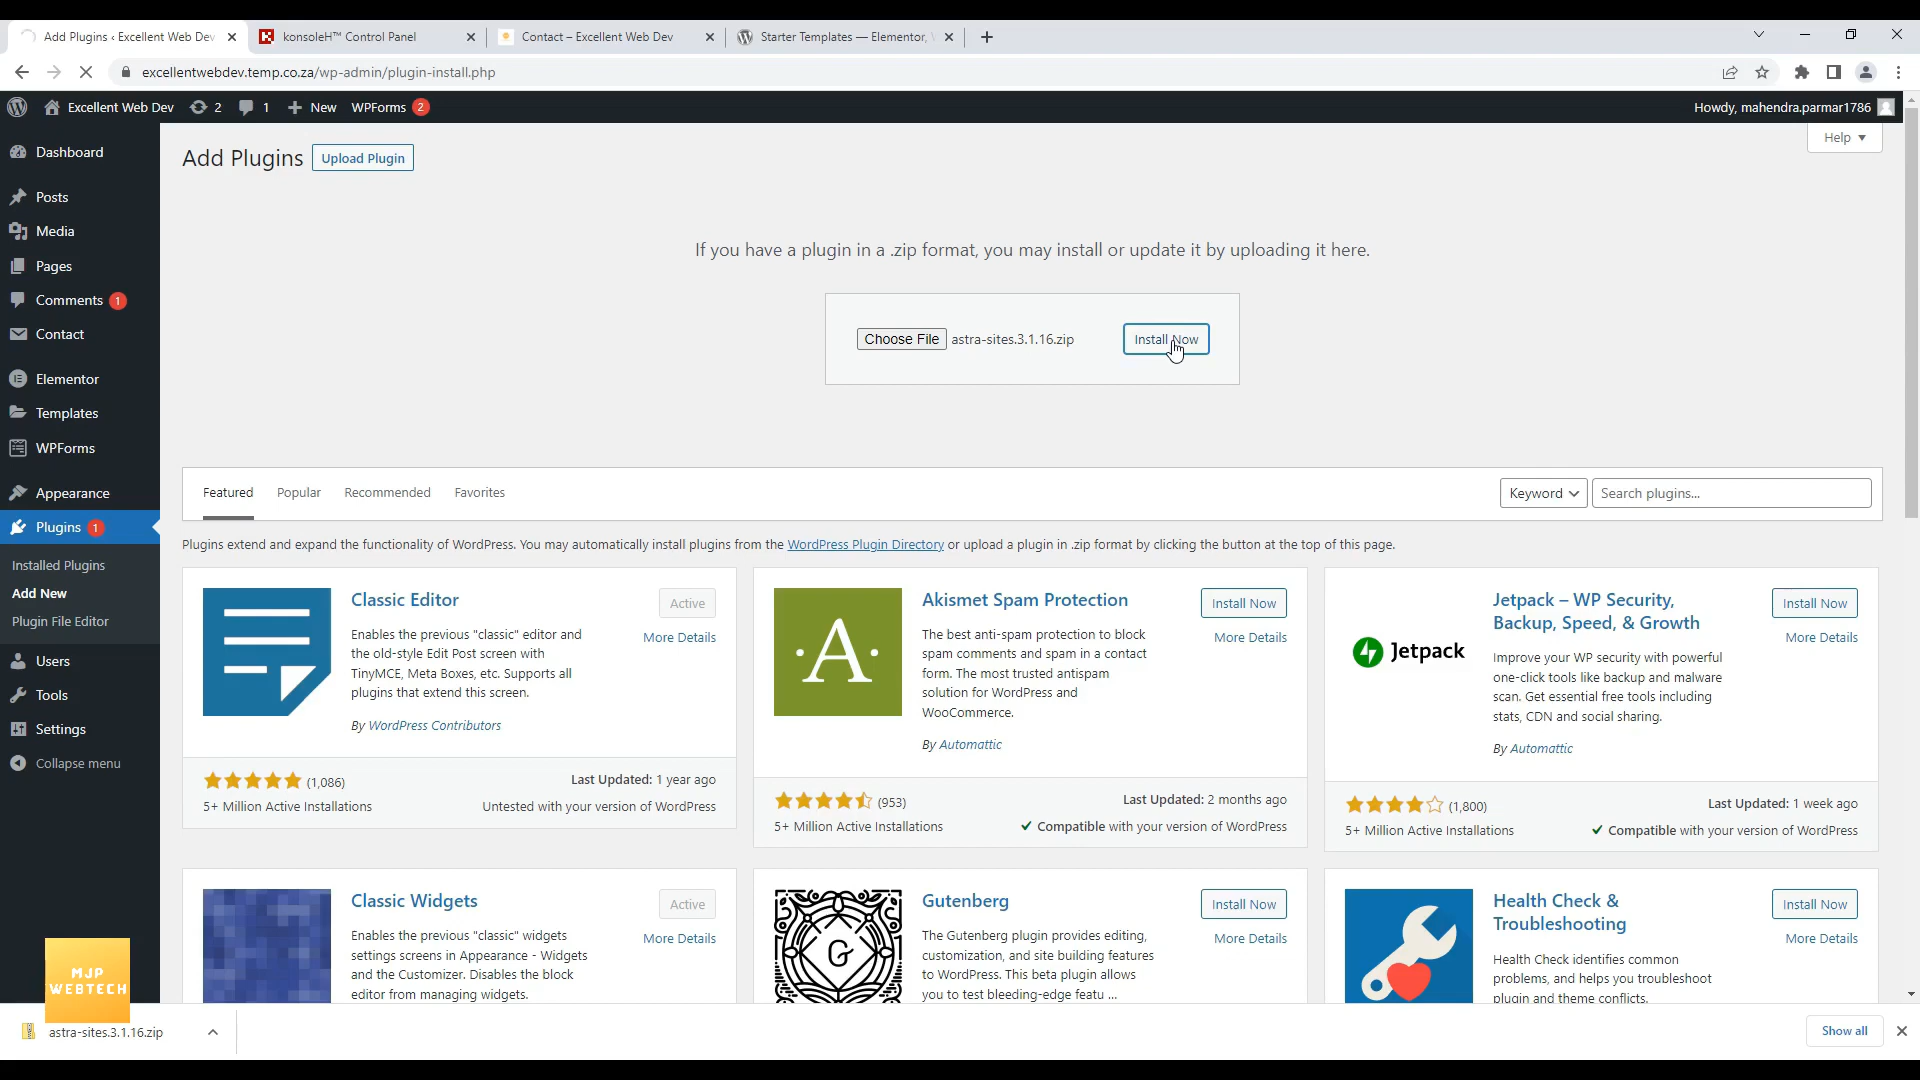 Add Plugins ‹ Excellent Web Dev
konsoleH™ Control Panel
Contact – Excellent Web Dev
Starter Templates — Elementor,
excellentwebdev.temp.co.za/wp-admin/plugin-install.php
Excellent Web Dev
2
1
New
WPForms 2
Howdy, mahendra.parmar1786
Dashboard
Posts
Media
Pages
Comments 1
Contact
Elementor
Templates
WPForms
Appearance
Plugins 1
Installed Plugins
Add New
Plugin File Editor
Users
Tools
Settings
Collapse menu
Help
Add Plugins
Upload Plugin
If you have a plugin in a .zip format, you may install or update it by uploading it here.
Choose File astra-sites.3.1.16.zip
Install Now
Featured Popular Recommended Favorites
Keyword
Search plugins...
Plugins extend and expand the functionality of WordPress. You may automatically install plugins from the WordPress Plugin Directory or upload a plugin in .zip format by clicking the button at the top of this page.
Classic Editor
Active
More Details
Enables the previous "classic" editor and
the old-style Edit Post screen with
TinyMCE, Meta Boxes, etc. Supports all
plugins that extend this screen.
By WordPress Contributors
(1,086)
5+ Million Active Installations
Last Updated: 1 year ago
Untested with your version of WordPress
A
Akismet Spam Protection
Install Now
More Details
The best anti-spam protection to block
spam comments and spam in a contact
form. The most trusted antispam
solution for WordPress and
WooCommerce.
By Automattic
(953)
5+ Million Active Installations
Last Updated: 2 months ago
Compatible with your version of WordPress
Jetpack
Jetpack – WP Security,
Backup, Speed, & Growth
Install Now
More Details
Improve your WP security with powerful
one-click tools like backup and malware
scan. Get essential free tools including
stats, CDN and social sharing.
By Automattic
(1,800)
5+ Million Active Installations
Last Updated: 1 week ago
Compatible with your version of WordPress
Classic Widgets
Active
More Details
Enables the previous "classic" widgets
settings screens in Appearance - Widgets
and the Customizer. Disables the block
editor from managing widgets.
G
Gutenberg
Install Now
More Details
The Gutenberg plugin provides editing,
customization, and site building features
to WordPress. This beta plugin allows
you to test bleeding-edge featu ...
Health Check &
Troubleshooting
Install Now
More Details
Health Check identifies common
problems, and helps you troubleshoot
plugin and theme conflicts.
MJP
WEBTECH
astra-sites.3.1.16.zip
Show all